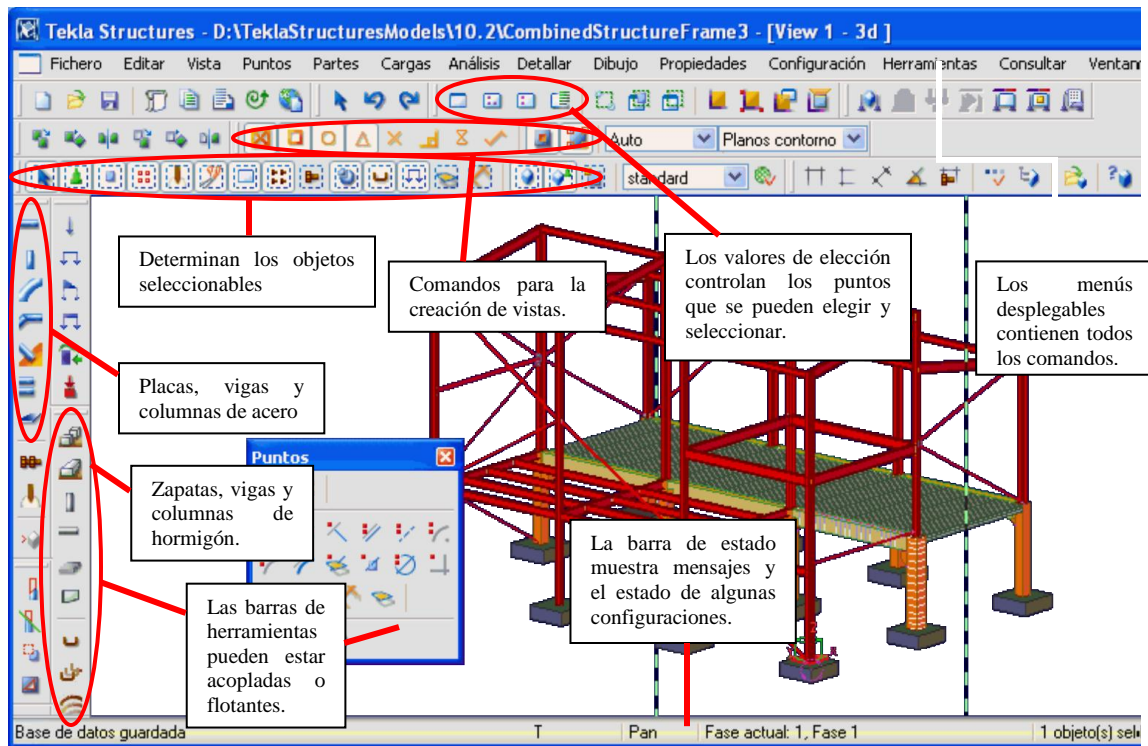 Tekla Structures - D:\TeklaStructuresModels\10.2\CombinedStructureFrame3 - [View 1 - 3d ]
Fichero Editar Vista Puntos Partes Cargas Análisis Detallar Dibujo Propiedades Configuración Herramientas Consultar Ventan
Auto Planos contorno
standard
Determinan los objetos
seleccionables
Comandos para la
creación de vistas.
Los valores de elección
controlan los puntos
que se pueden elegir y
seleccionar.
Los menús
desplegables
contienen todos
los comandos.
Placas, vigas y
columnas de acero
Puntos
Zapatas, vigas y
columnas de
hormigón.
La barra de estado
muestra mensajes y
el estado de algunas
configuraciones.
Las barras de
herramientas
pueden estar
acopladas o
flotantes.
Base de datos guardada T Pan Fase actual: 1, Fase 1 1 objeto(s) sele